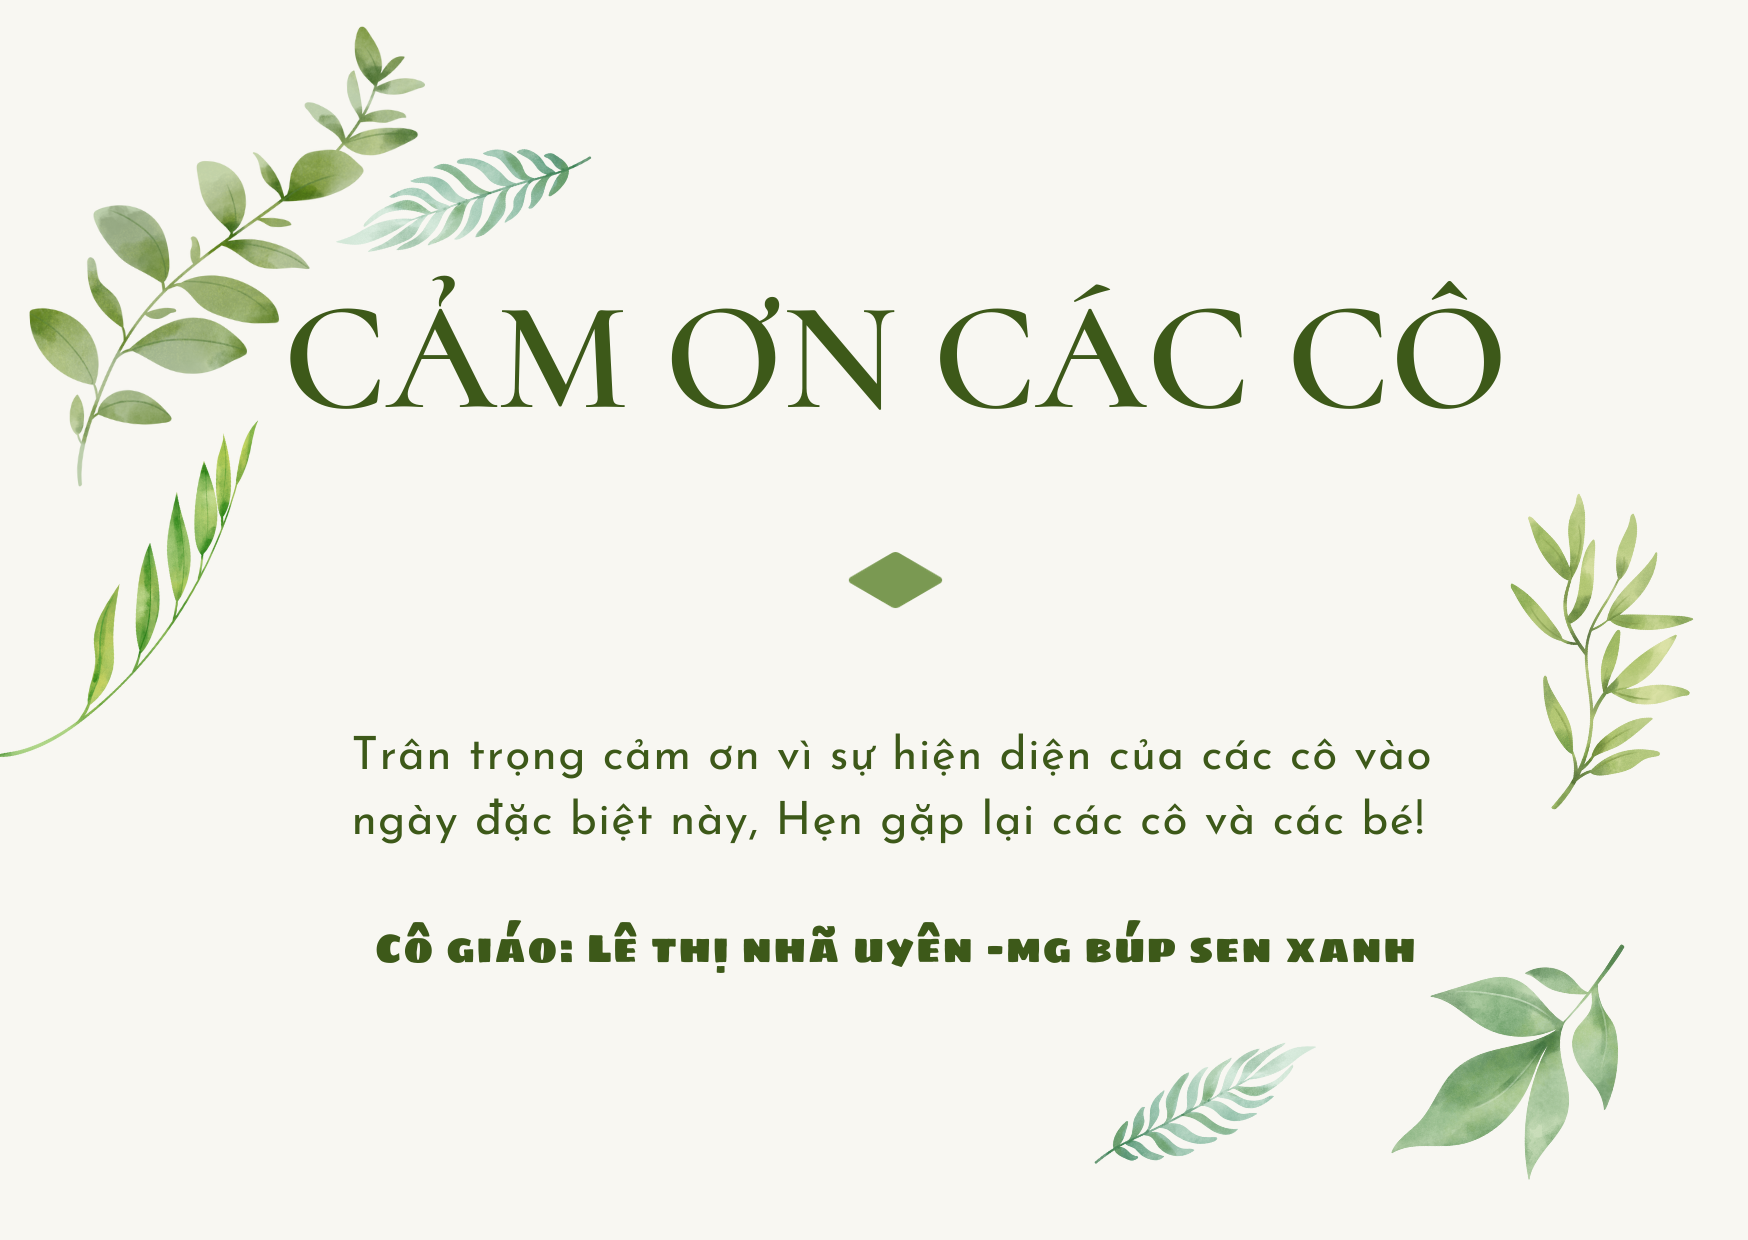 CẢM ƠN CÁC CÔ
Trân trọng cảm ơn vì sự hiện diện của các cô vào
ngày đặc biệt này, Hẹn gặp lại các cô và các bé!
CÔ GIÁO: LÊ THỊ NHÃ UYÊN -MG BÚP SEN XANH